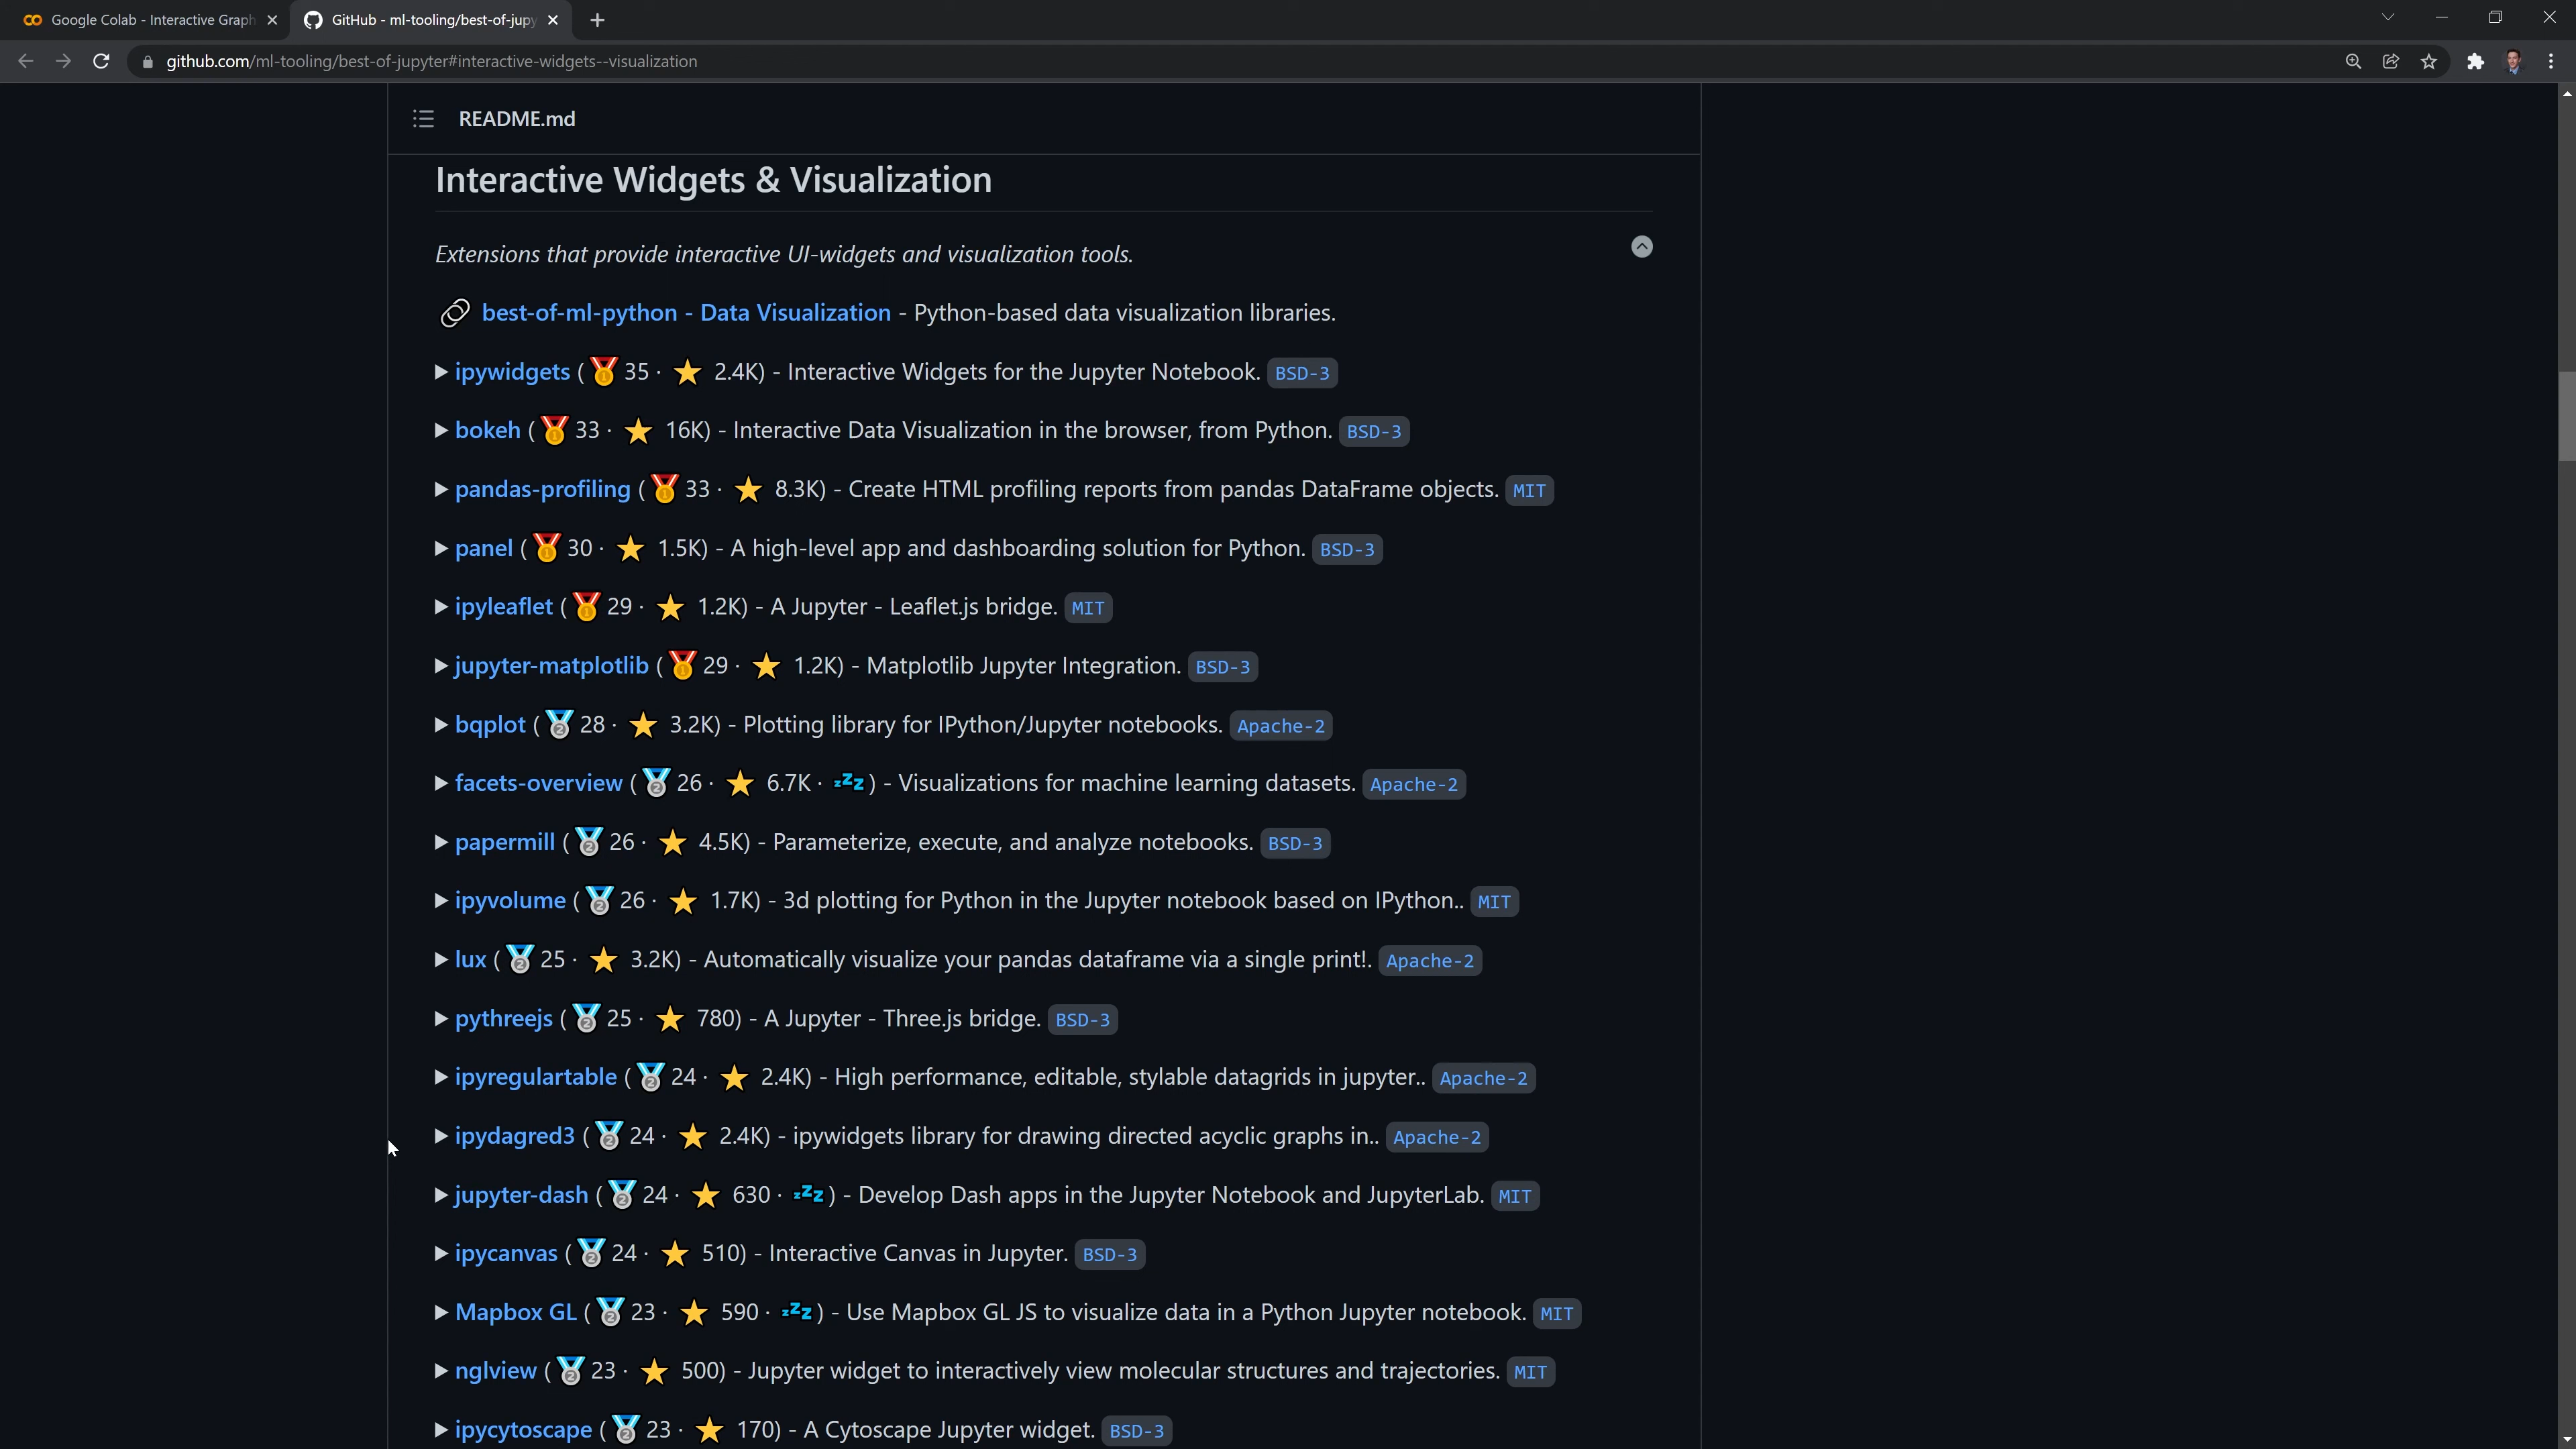 Google Colab - Interactive Graph
GitHub - ml-tooling/best-of-jupy
github.com/ml-tooling/best-of-jupyter#interactive-widgets--visualization
README.md
Interactive Widgets & Visualization
Extensions that provide interactive UI-widgets and visualization tools.
best-of-ml-python - Data Visualization - Python-based data visualization libraries.
ipywidgets (🥇35 · ⭐ 2.4K) - Interactive Widgets for the Jupyter Notebook. BSD-3
bokeh (🥇33 · ⭐ 16K) - Interactive Data Visualization in the browser, from Python. BSD-3
pandas-profiling (🥇33 · ⭐ 8.3K) - Create HTML profiling reports from pandas DataFrame objects. MIT
panel (🥇30 · ⭐ 1.5K) - A high-level app and dashboarding solution for Python. BSD-3
ipyleaflet (🥇29 · ⭐ 1.2K) - A Jupyter - Leaflet.js bridge. MIT
jupyter-matplotlib (🥇29 · ⭐ 1.2K) - Matplotlib Jupyter Integration. BSD-3
bqplot (🥈28 · ⭐ 3.2K) - Plotting library for IPython/Jupyter notebooks. Apache-2
facets-overview (🥈26 · ⭐ 6.7K · 💤) - Visualizations for machine learning datasets. Apache-2
papermill (🥈26 · ⭐ 4.5K) - Parameterize, execute, and analyze notebooks. BSD-3
ipyvolume (🥈26 · ⭐ 1.7K) - 3d plotting for Python in the Jupyter notebook based on IPython.. MIT
lux (🥈25 · ⭐ 3.2K) - Automatically visualize your pandas dataframe via a single print!. Apache-2
pythreejs (🥈25 · ⭐ 780) - A Jupyter - Three.js bridge. BSD-3
ipyregulartable (🥈24 · ⭐ 2.4K) - High performance, editable, stylable datagrids in jupyter.. Apache-2
ipydagred3 (🥈24 · ⭐ 2.4K) - ipywidgets library for drawing directed acyclic graphs in.. Apache-2
jupyter-dash (🥈24 · ⭐ 630 · 💤) - Develop Dash apps in the Jupyter Notebook and JupyterLab. MIT
ipycanvas (🥈24 · ⭐ 510) - Interactive Canvas in Jupyter. BSD-3
Mapbox GL (🥈23 · ⭐ 590 · 💤) - Use Mapbox GL JS to visualize data in a Python Jupyter notebook. MIT
nglview (🥈23 · ⭐ 500) - Jupyter widget to interactively view molecular structures and trajectories. MIT
ipycytoscape (🥈23 · ⭐ 170) - A Cytoscape Jupyter widget. BSD-3